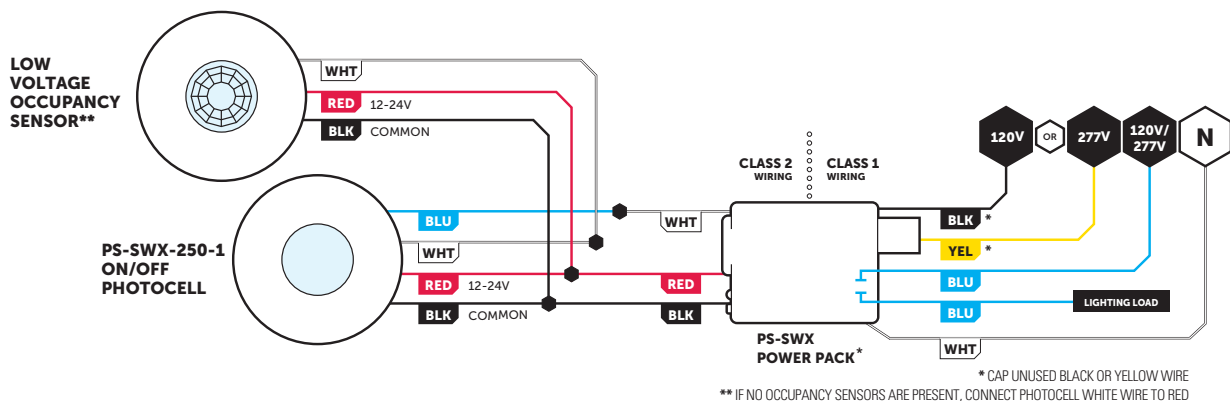 LOW
VOLTAGE
OCCUPANCY
SENSOR**
WHT
RED 12-24V
BLK COMMON
PS-SWX-250-1
ON/OFF
PHOTOCELL
BLU
WHT
RED 12-24V
BLK COMMON
WHT
RED
BLK
CLASS 2
WIRING
CLASS 1
WIRING
PS-SWX
POWER PACK*
120V OR 277V 120V/
277V N
BLK *
YEL *
BLU
BLU
LIGHTING LOAD
WHT
* CAP UNUSED BLACK OR YELLOW WIRE
** IF NO OCCUPANCY SENSORS ARE PRESENT, CONNECT PHOTOCELL WHITE WIRE TO RED